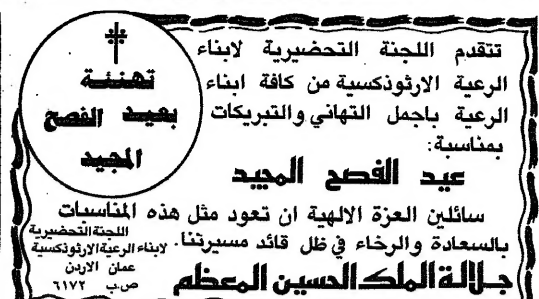 تهنئة
بعيد الفصح
المجيد
تتقدم اللجنة التحضيرية لابناء
الرعية الارثوذكسية من كافة ابناء
الرعية باجمل التهاني والتبريكات
بمناسبة:
عيد الفصح المجيد
سائلين العزة الالهية ان تعود مثل هذه المناسبات
بالسعادة والرخاء في ظل قائد مسيرتنا.
جلالة الملك الحسين المعظم
اللجنة التحضيرية
لابناء الرعية الارثوذكسية
عمان الاردن
ص.ب ٦١٧٢